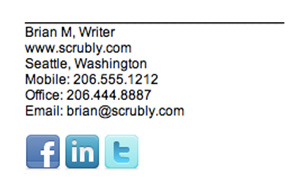 Brian M, Writer
www.scrubly.com
Seattle, Washington
Mobile: 206.555.1212
Office: 206.444.8887
Email: brian@scrubly.com
f in t